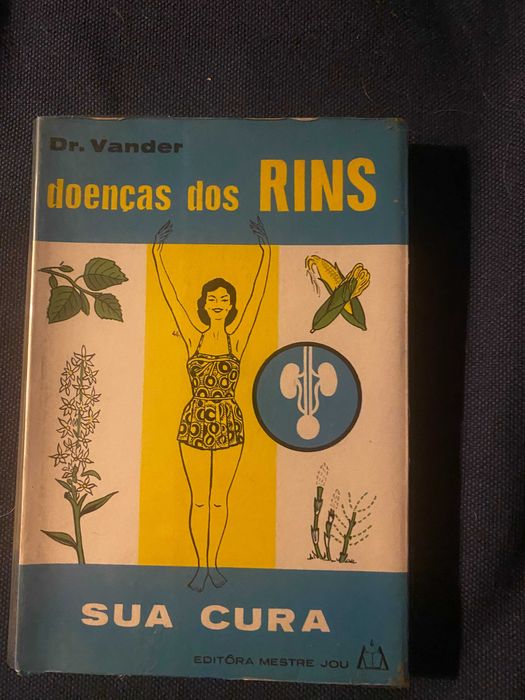 Dr. Vander
doenças dos RINS
SUA CURA
EDITÔRA MESTRE JOU